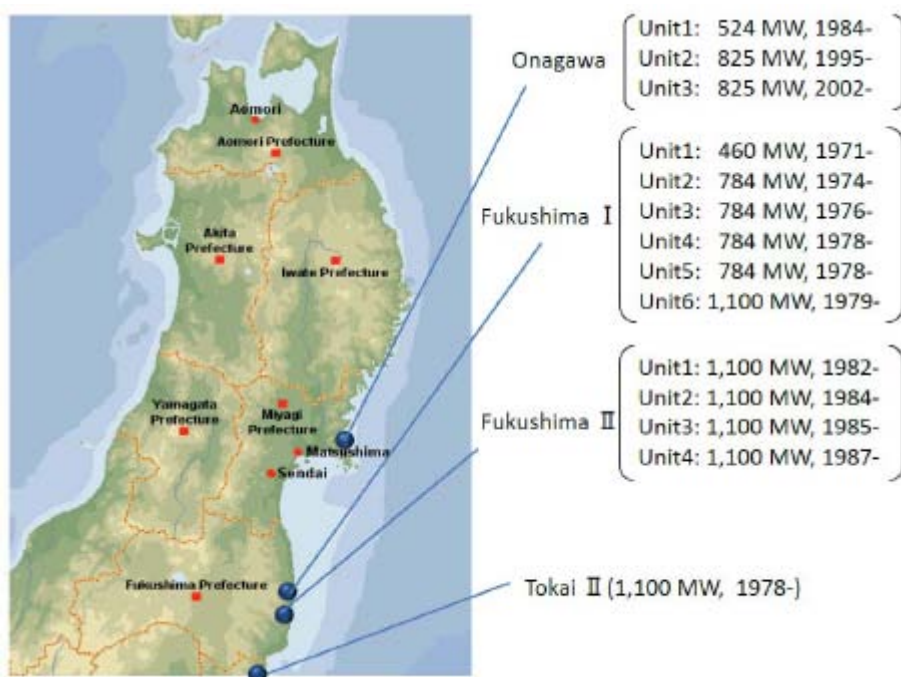 Aomori
Aomori Prefecture
Akita
Prefecture
Iwate Prefecture
Yamagata
Prefecture
Miyagi
Prefecture
Matsushima
Sendai
Fukushima Prefecture
Onagawa
Unit1: 524 MW, 1984-
Unit2: 825 MW, 1995-
Unit3: 825 MW, 2002-
Fukushima Ⅰ
Unit1: 460 MW, 1971-
Unit2: 784 MW, 1974-
Unit3: 784 MW, 1976-
Unit4: 784 MW, 1978-
Unit5: 784 MW, 1978-
Unit6: 1,100 MW, 1979-
Fukushima Ⅱ
Unit1: 1,100 MW, 1982-
Unit2: 1,100 MW, 1984-
Unit3: 1,100 MW, 1985-
Unit4: 1,100 MW, 1987-
Tokai Ⅱ (1,100 MW, 1978-)